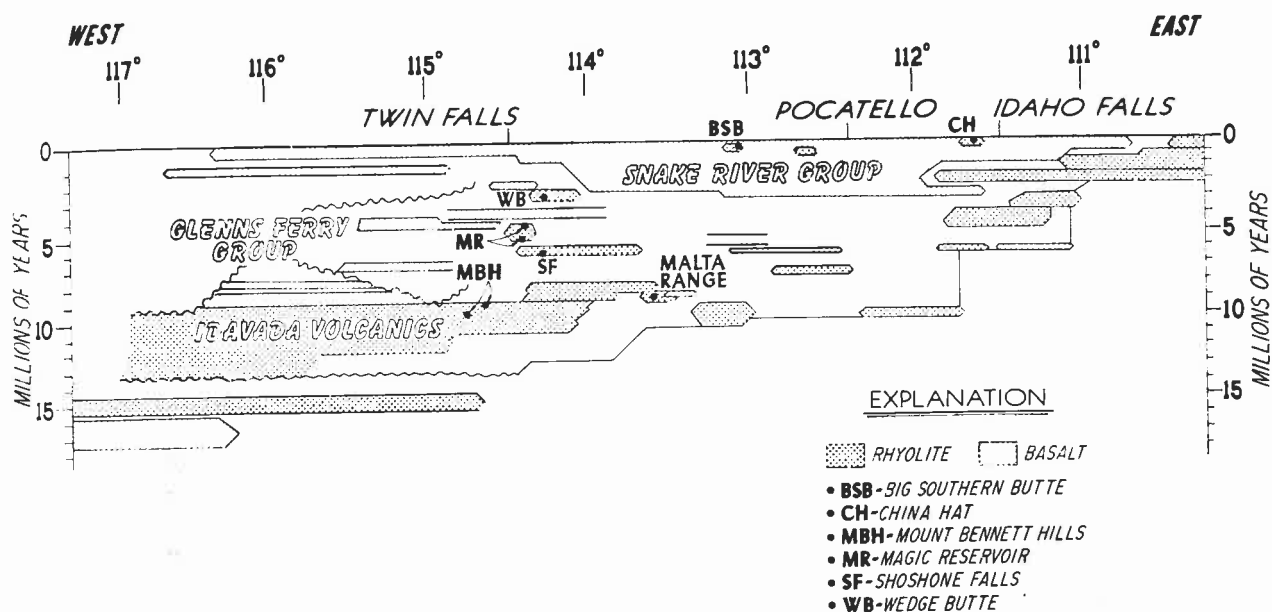 WEST
EAST
117° 116° 115° 114° 113° 112° 111°
TWIN FALLS
POCATELLO
IDAHO FALLS
BSB
CH
0
0
SNAKE RIVER GROUP
WB
GLENNS FERRY
GROUP
MR
5
5
SF
MBH
MALTA
RANGE
10
10
IDAVADA VOLCANICS
15
15
MILLIONS OF YEARS
MILLIONS OF YEARS
EXPLANATION
RHYOLITE BASALT
• BSB-BIG SOUTHERN BUTTE
• CH-CHINA HAT
• MBH-MOUNT BENNETT HILLS
• MR-MAGIC RESERVOIR
• SF-SHOSHONE FALLS
• WB-WEDGE BUTTE